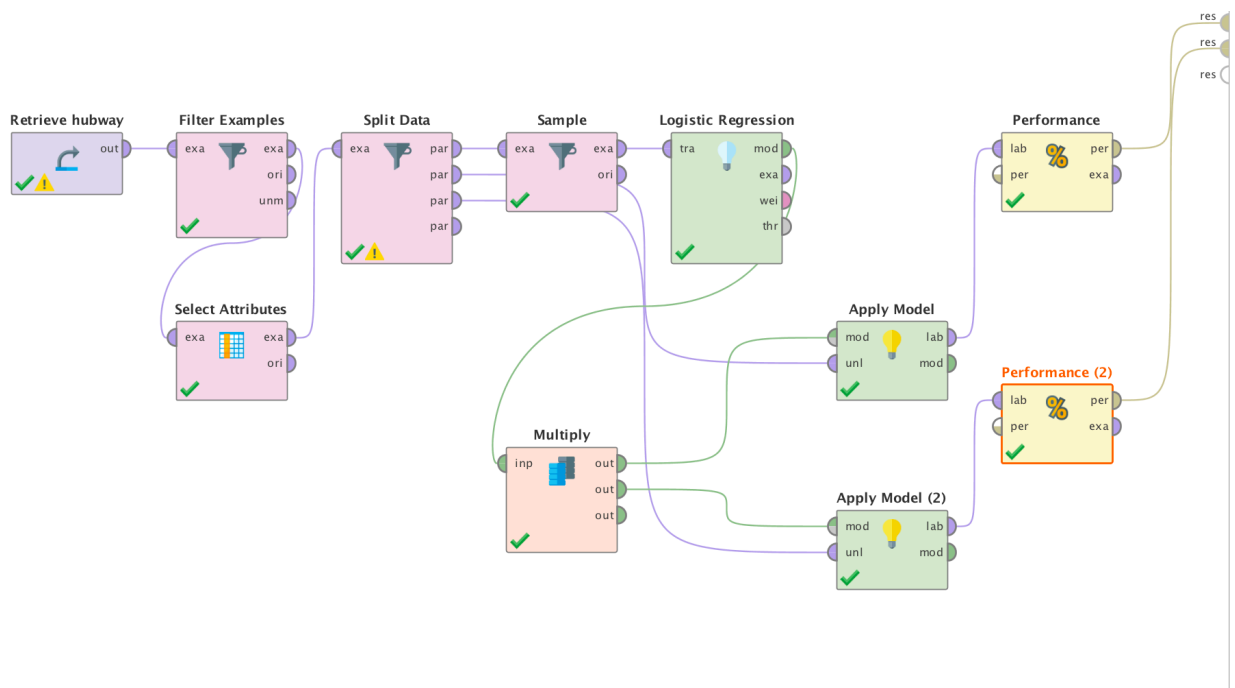 res
res
res
Retrieve hubway
out
Filter Examples
exa exa
ori
unm
Split Data
exa par
par
par
par
Sample
exa exa
ori
Logistic Regression
tra mod
exa
wei
thr
Performance
lab per
per exa
%
Select Attributes
exa exa
ori
Apply Model
mod lab
unl mod
Performance (2)
lab per
per exa
%
Multiply
inp out
out
out
Apply Model (2)
mod lab
unl mod